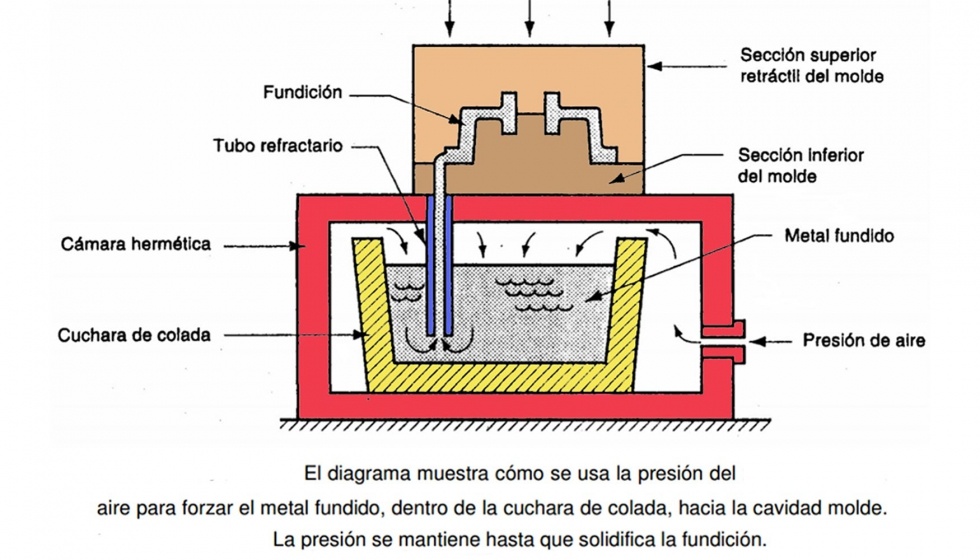 Sección superior
retráctil del molde
Fundición
Tubo refractario
Sección inferior
del molde
Cámara hermética
Metal fundido
Cuchara de colada
Presión de aire
El diagrama muestra cómo se usa la presión del
aire para forzar el metal fundido, dentro de la cuchara de colada, hacia la cavidad molde.
La presión se mantiene hasta que solidifica la fundición.